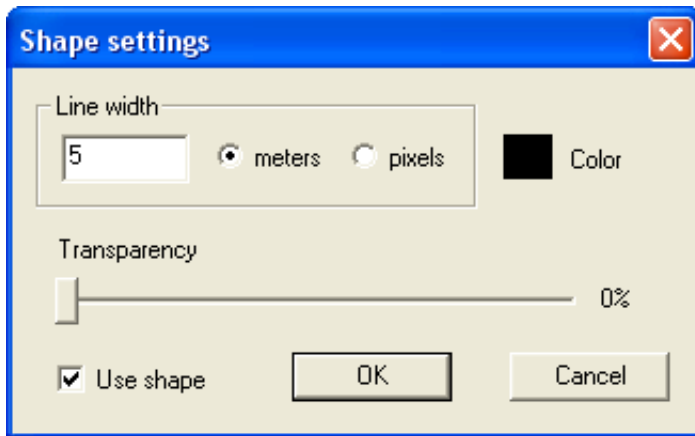 Shape settings
Line width
5 meters pixels Color
Transparency
0%
Use shape OK Cancel